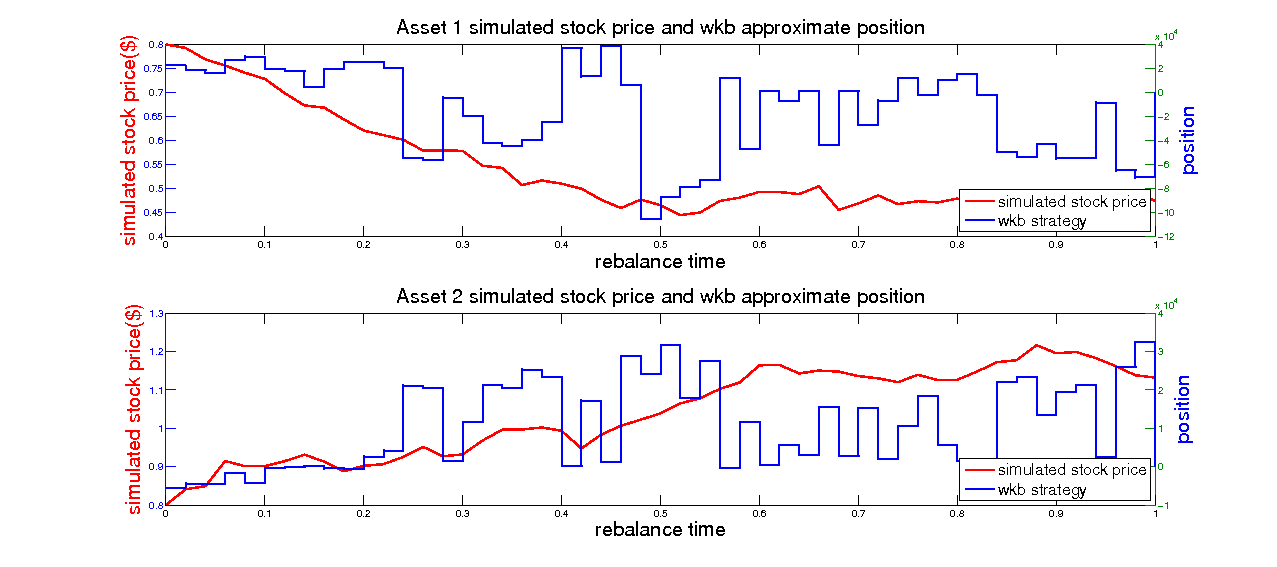 Asset 1 simulated stock price and wkb approximate position
x 10^4
simulated stock price($)
0.8
0.75
0.7
0.65
0.6
0.55
0.5
0.45
0.4
4
2
0
−2
−4
−6
−8
−10
−12
position
simulated stock price
wkb strategy
0 0.1 0.2 0.3 0.4 0.5 0.6 0.7 0.8 0.9 1
rebalance time
Asset 2 simulated stock price and wkb approximate position
x 10^4
simulated stock price($)
1.3
1.2
1.1
1
0.9
0.8
4
3
2
1
0
−1
position
simulated stock price
wkb strategy
0 0.1 0.2 0.3 0.4 0.5 0.6 0.7 0.8 0.9 1
rebalance time